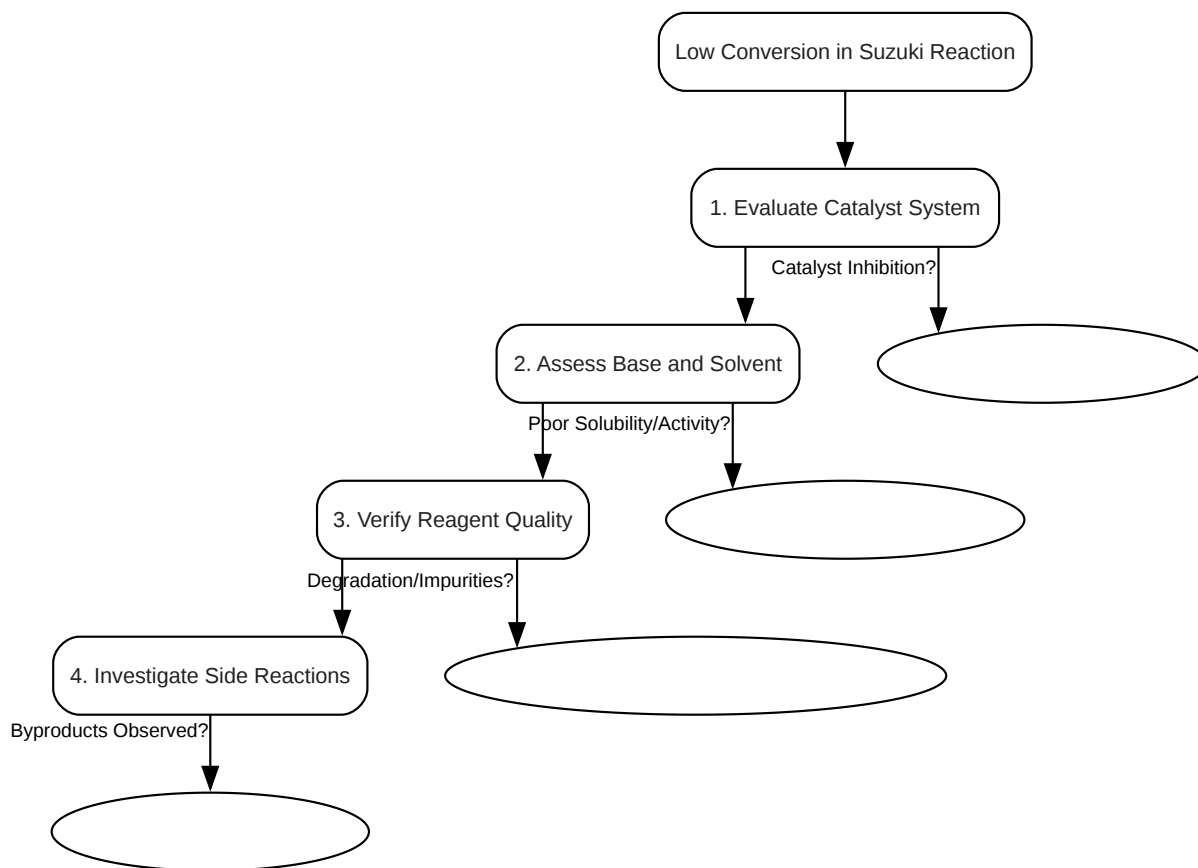 Low Conversion in Suzuki Reaction
1. Evaluate Catalyst System
Catalyst Inhibition?
2. Assess Base and Solvent
Poor Solubility/Activity?
3. Verify Reagent Quality
Degradation/Impurities?
4. Investigate Side Reactions
Byproducts Observed?